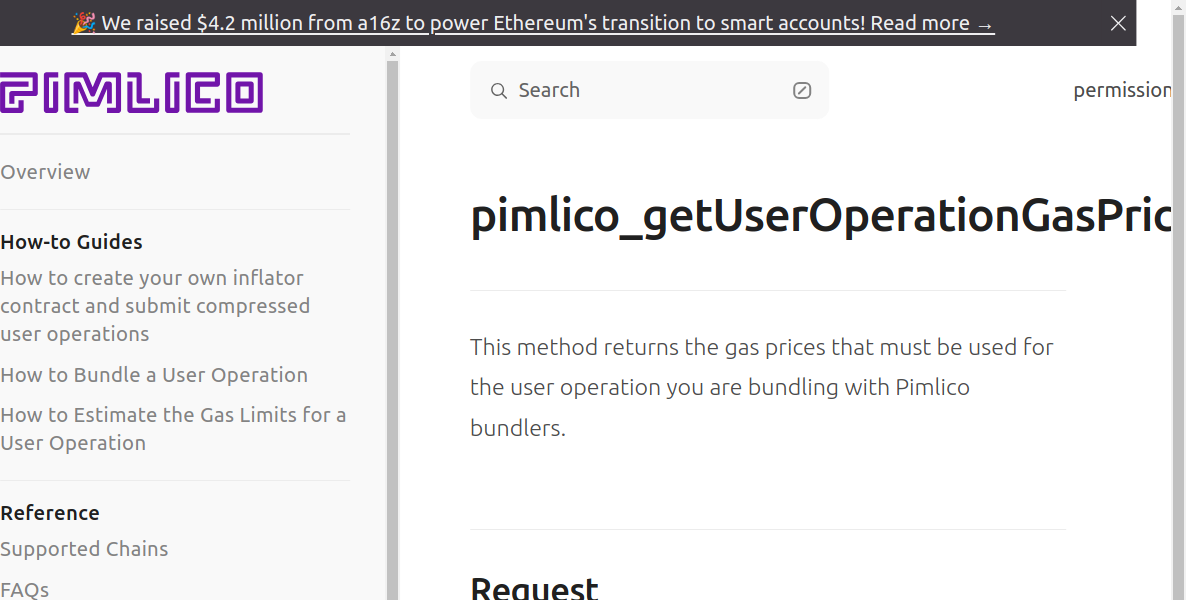 🎉 We raised $4.2 million from a16z to power Ethereum's transition to smart accounts! Read more →
PIMLICO
Search
permission
Overview
How-to Guides
How to create your own inflator
contract and submit compressed
user operations
How to Bundle a User Operation
How to Estimate the Gas Limits for a
User Operation
Reference
Supported Chains
FAQs
pimlico_getUserOperationGasPric
This method returns the gas prices that must be used for
the user operation you are bundling with Pimlico
bundlers.
Request